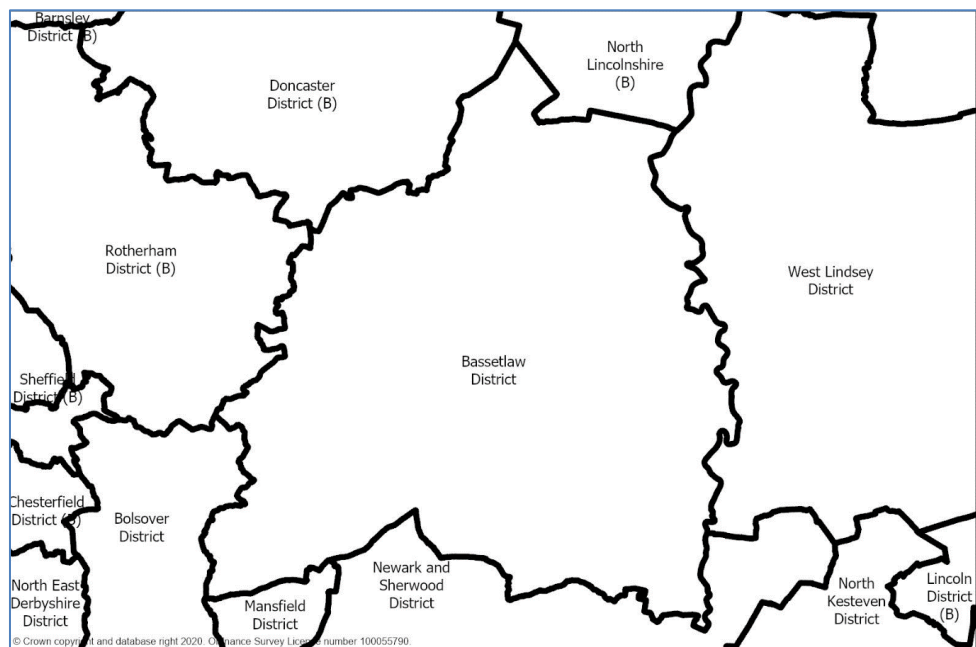 Barnsley
District (B)
Doncaster
District (B)
North
Lincolnshire
(B)
Rotherham
District (B)
West Lindsey
District
Bassetlaw
District
Sheffield
District (B)
Chesterfield
District (B)
Bolsover
District
North East
Derbyshire
District
Mansfield
District
Newark and
Sherwood
District
North
Kesteven
District
Lincoln
District
(B)
© Crown copyright and database right 2020. Ordnance Survey Licence number 100055790.